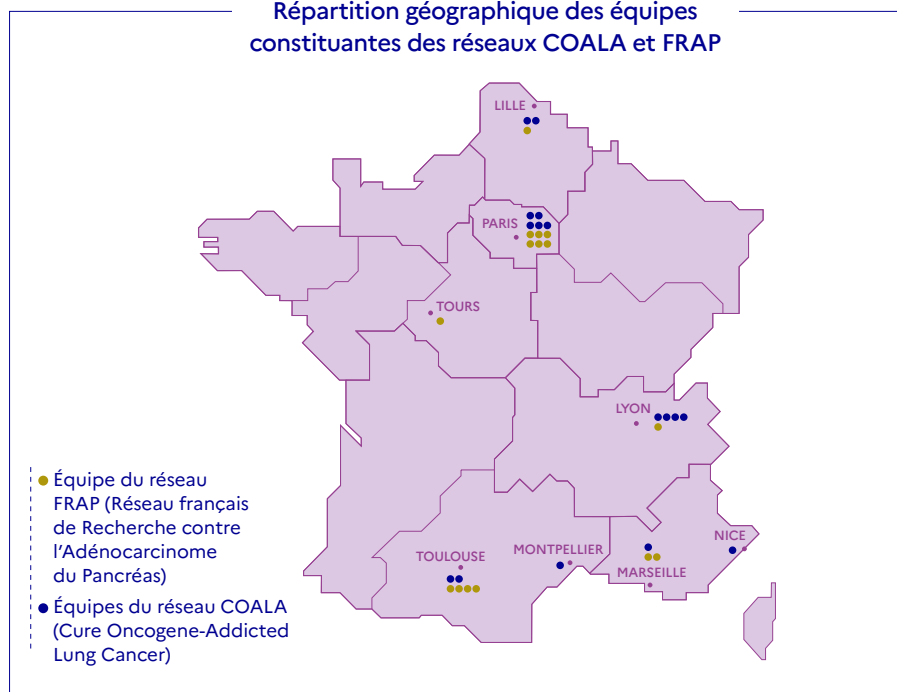 Répartition géographique des équipes
constituantes des réseaux COALA et FRAP
LILLE
PARIS
TOURS
LYON
NICE
MONTPELLIER
TOULOUSE
MARSEILLE
Équipe du réseau
FRAP (Réseau français
de Recherche contre
l'Adénocarcinome
du Pancréas)
Équipes du réseau COALA
(Cure Oncogene-Addicted
Lung Cancer)